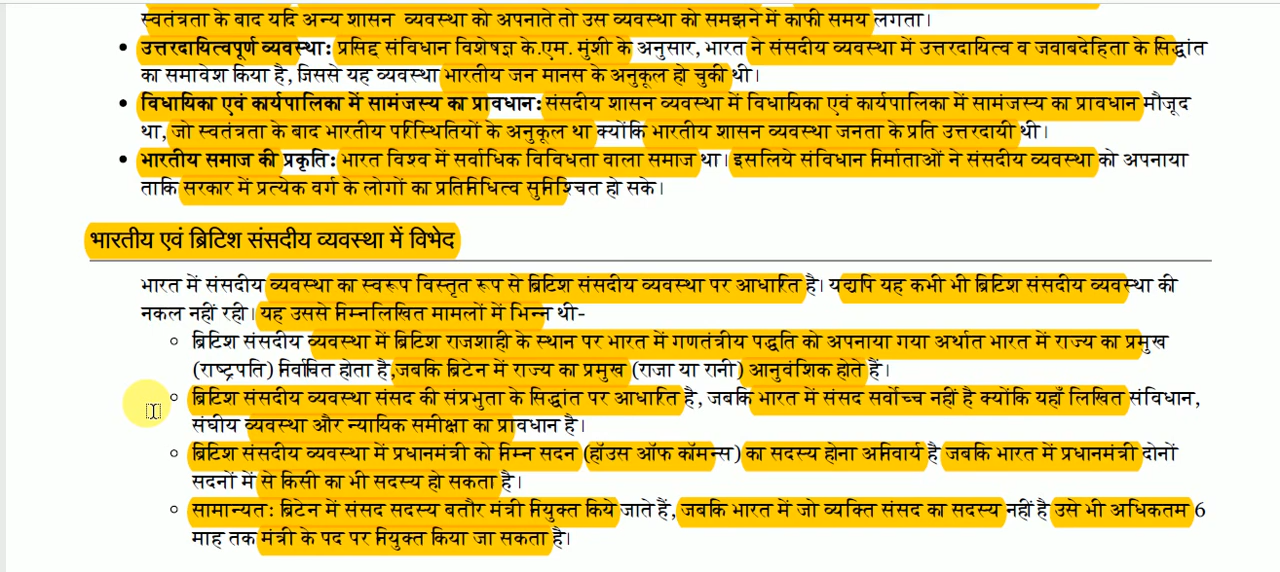 स्वतंत्रता के बाद यदि अन्य शासन व्यवस्था को अपनाते तो उस व्यवस्था को समझने में काफी समय लगता।
• उत्तरदायित्वपूर्ण व्यवस्था: प्रसिद्द संविधान विशेषज्ञ के.एम. मुंशी के अनुसार, भारत ने संसदीय व्यवस्था में उत्तरदायित्व व जवाबदेहिता के सिद्धांत
का समावेश किया है, जिससे यह व्यवस्था भारतीय जन मानस के अनुकूल हो चुकी थी।
• विधायिका एवं कार्यपालिका में सामंजस्य का प्रावधान: संसदीय शासन व्यवस्था में विधायिका एवं कार्यपालिका में सामंजस्य का प्रावधान मौजूद
था, जो स्वतंत्रता के बाद भारतीय परिस्थितियों के अनुकूल था क्योंकि भारतीय शासन व्यवस्था जनता के प्रति उत्तरदायी थी।
• भारतीय समाज की प्रकृति: भारत विश्व में सर्वाधिक विविधता वाला समाज था। इसलिये संविधान निर्माताओं ने संसदीय व्यवस्था को अपनाया
ताकि सरकार में प्रत्येक वर्ग के लोगों का प्रतिनिधित्व सुनिश्चित हो सके।
भारतीय एवं ब्रिटिश संसदीय व्यवस्था में विभेद
भारत में संसदीय व्यवस्था का स्वरूप विस्तृत रूप से ब्रिटिश संसदीय व्यवस्था पर आधारित है। यद्यपि यह कभी भी ब्रिटिश संसदीय व्यवस्था की
नकल नहीं रही। यह उससे निम्नलिखित मामलों में भिन्न थी-
○ ब्रिटिश संसदीय व्यवस्था में ब्रिटिश राजशाही के स्थान पर भारत में गणतंत्रीय पद्धति को अपनाया गया अर्थात भारत में राज्य का प्रमुख
(राष्ट्रपति) निर्वाचित होता है,जबकि ब्रिटेन में राज्य का प्रमुख (राजा या रानी) आनुवंशिक होते हैं।
○ ब्रिटिश संसदीय व्यवस्था संसद की संप्रभुता के सिद्धांत पर आधारित है, जबकि भारत में संसद सर्वोच्च नहीं है क्योंकि यहाँ लिखित संविधान,
संघीय व्यवस्था और न्यायिक समीक्षा का प्रावधान है।
○ ब्रिटिश संसदीय व्यवस्था में प्रधानमंत्री को निम्न सदन (हॉउस ऑफ कॉमन्स) का सदस्य होना अनिवार्य है जबकि भारत में प्रधानमंत्री दोनों
सदनों में से किसी का भी सदस्य हो सकता है।
○ सामान्यत: ब्रिटेन में संसद सदस्य बतौर मंत्री नियुक्त किये जाते हैं, जबकि भारत में जो व्यक्ति संसद का सदस्य नहीं है उसे भी अधिकतम 6
माह तक मंत्री के पद पर नियुक्त किया जा सकता है।